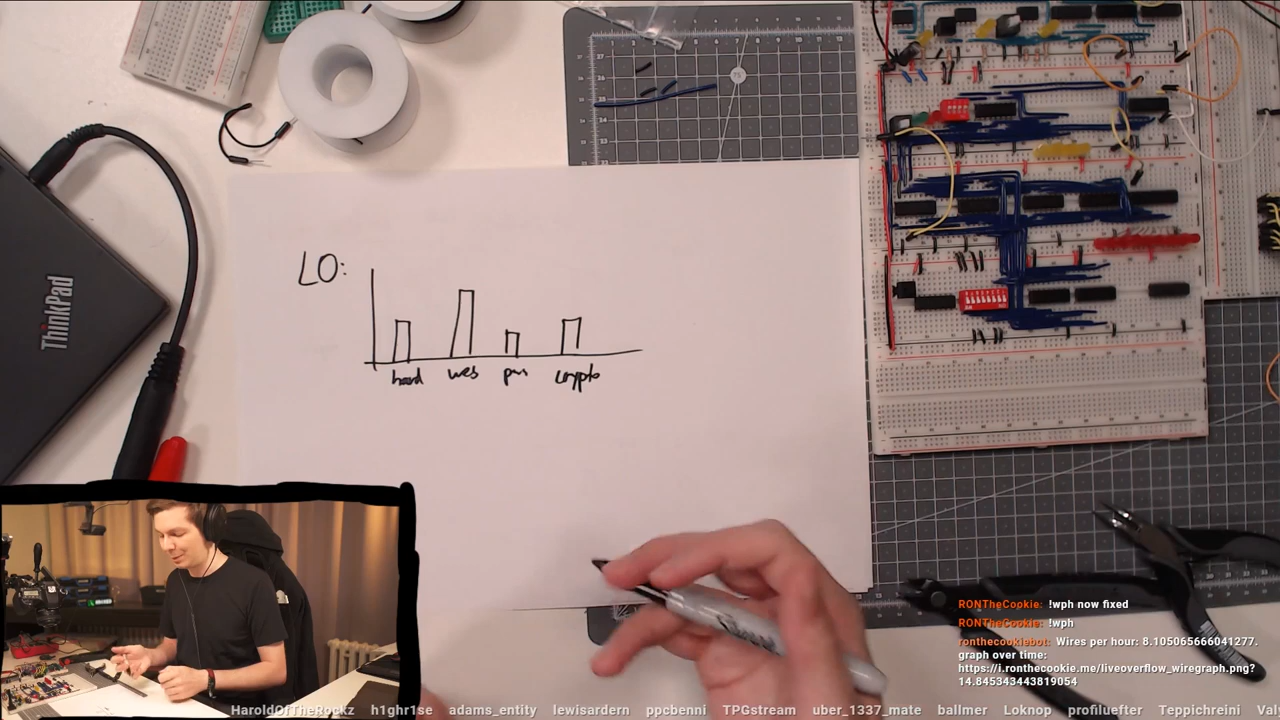 LO:
hard web pwn crypto
ThinkPad
RONTheCookie: !wph now fixed
RONTheCookie: !wph
ronthecookiebot: Wires per hour: 8.105065666041277.
graph over time:
https://i.ronthecookie.me/liveoverflow_wiregraph.png?
14.845343443819054
HaroldOfTheRockz h1ghr1se adams_entity lewisardern ppcbenni TPGstream uber_1337_mate ballmer Loknop profiluefter Teppichreini Val